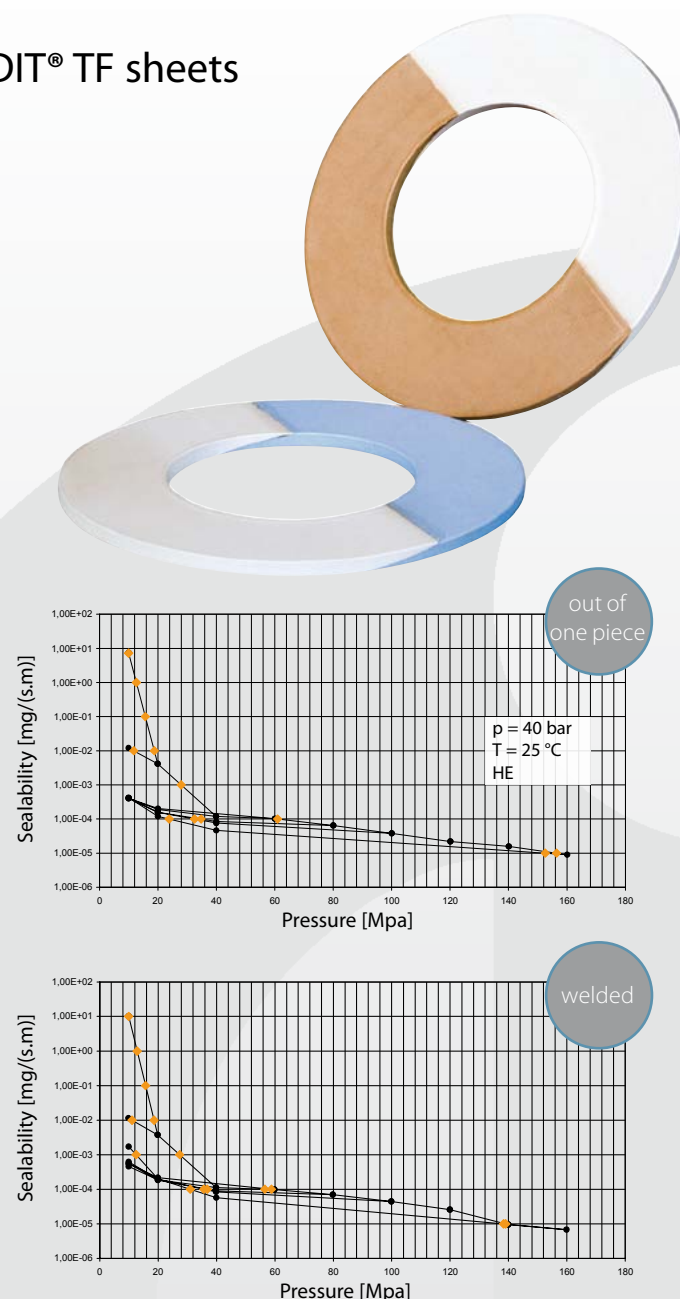 DIT® TF sheets
out of
one piece
Sealability [mg/(s.m)]
1,00E+02
1,00E+01
1,00E+00
1,00E-01
1,00E-02
1,00E-03
1,00E-04
1,00E-05
1,00E-06
p = 40 bar
T = 25 °C
HE
0 20 40 60 80 100 120 140 160 180
Pressure [Mpa]
welded
Sealability [mg/(s.m)]
1,00E+02
1,00E+01
1,00E+00
1,00E-01
1,00E-02
1,00E-03
1,00E-04
1,00E-05
1,00E-06
0 20 40 60 80 100 120 140 160 180
Pressure [Mpa]